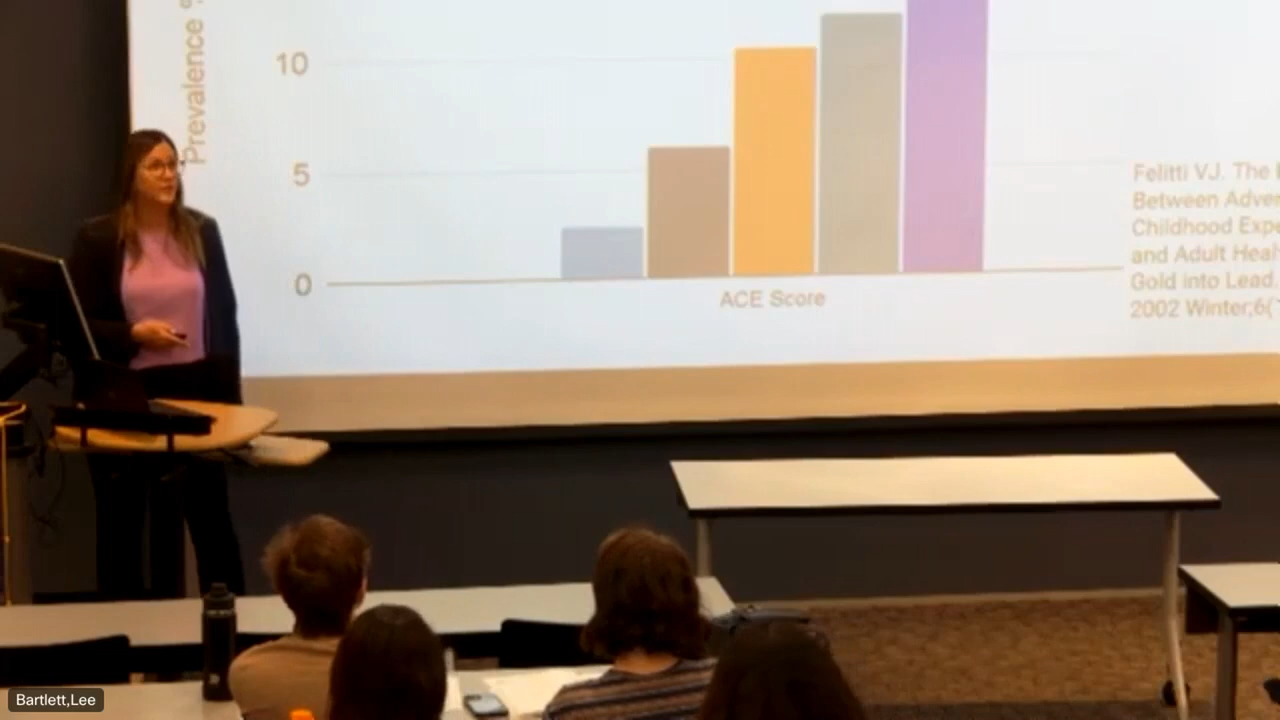 Prevalence %
10
5
0
ACE Score
Felitti VJ. The
Between Adver
Childhood Expe
and Adult Heal
Gold into Lead.
2002 Winter;6(
Bartlett,Lee